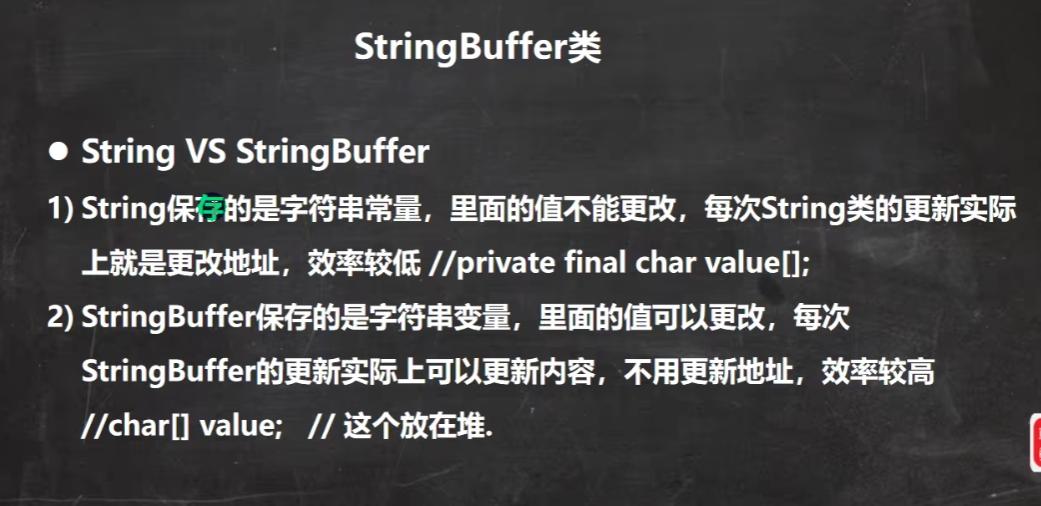 StringBuffer类
● String VS StringBuffer
1) String保存的是字符串常量，里面的值不能更改，每次String类的更新实际
上就是更改地址，效率较低 //private final char value[];
2) StringBuffer保存的是字符串变量，里面的值可以更改，每次
StringBuffer的更新实际上可以更新内容，不用更新地址，效率较高
//char[] value; // 这个放在堆.